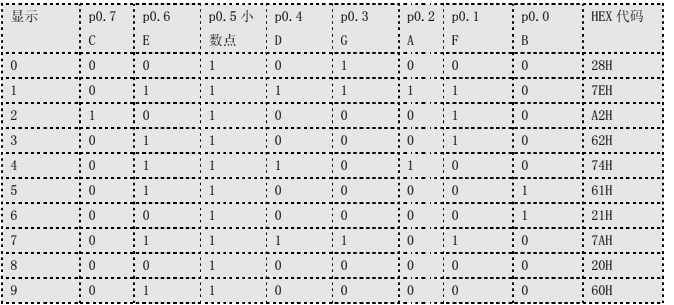 显示 p0.7 p0.6 p0.5小 p0.4 p0.3 p0.2 p0.1 p0.0 HEX 代码
C E 数点 D G A F B
0 0 0 1 0 1 0 0 0 28H
1 0 1 1 1 1 1 1 0 7EH
2 1 0 1 0 0 0 1 0 A2H
3 0 1 1 0 0 0 1 0 62H
4 0 1 1 1 0 1 0 0 74H
5 0 1 1 0 0 0 0 1 61H
6 0 0 1 0 0 0 0 1 21H
7 0 1 1 1 1 0 1 0 7AH
8 0 0 1 0 0 0 0 0 20H
9 0 1 1 0 0 0 0 0 60H